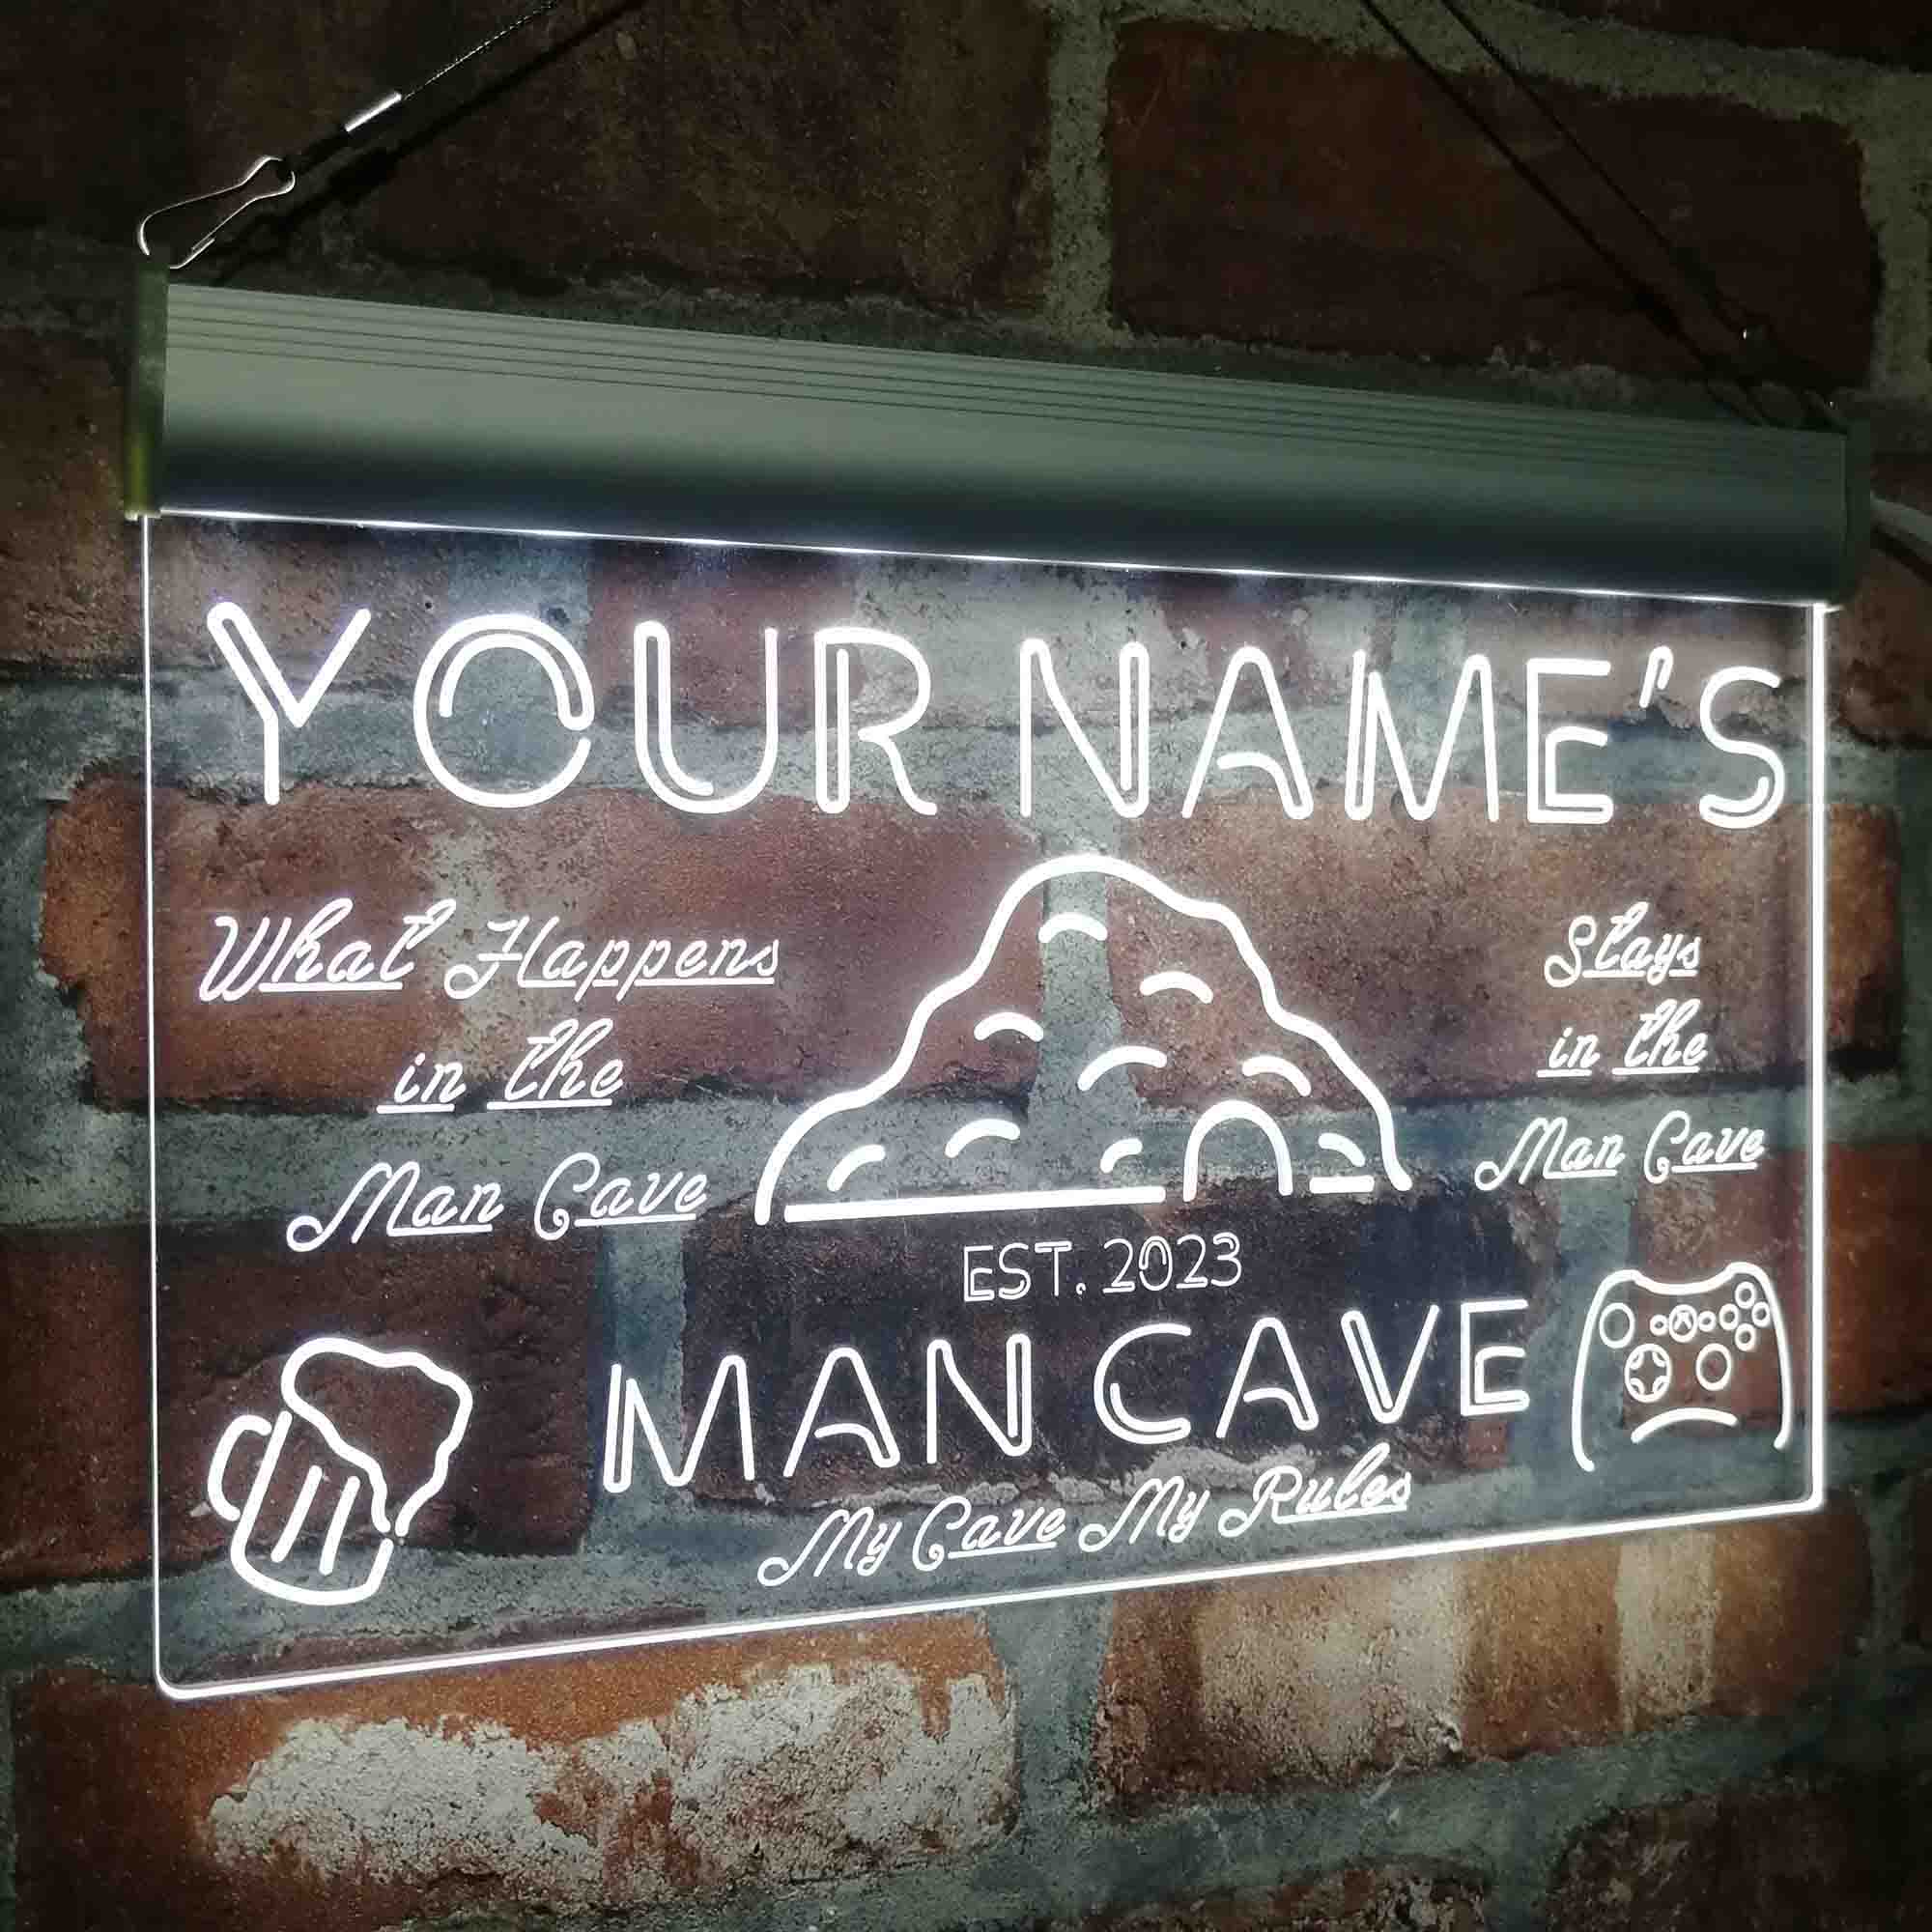 YOUR NAME'S
What Happens
in the
Man Cave
Stays
in the
Man Cave
EST. 2023
MAN CAVE
My Cave My Rules